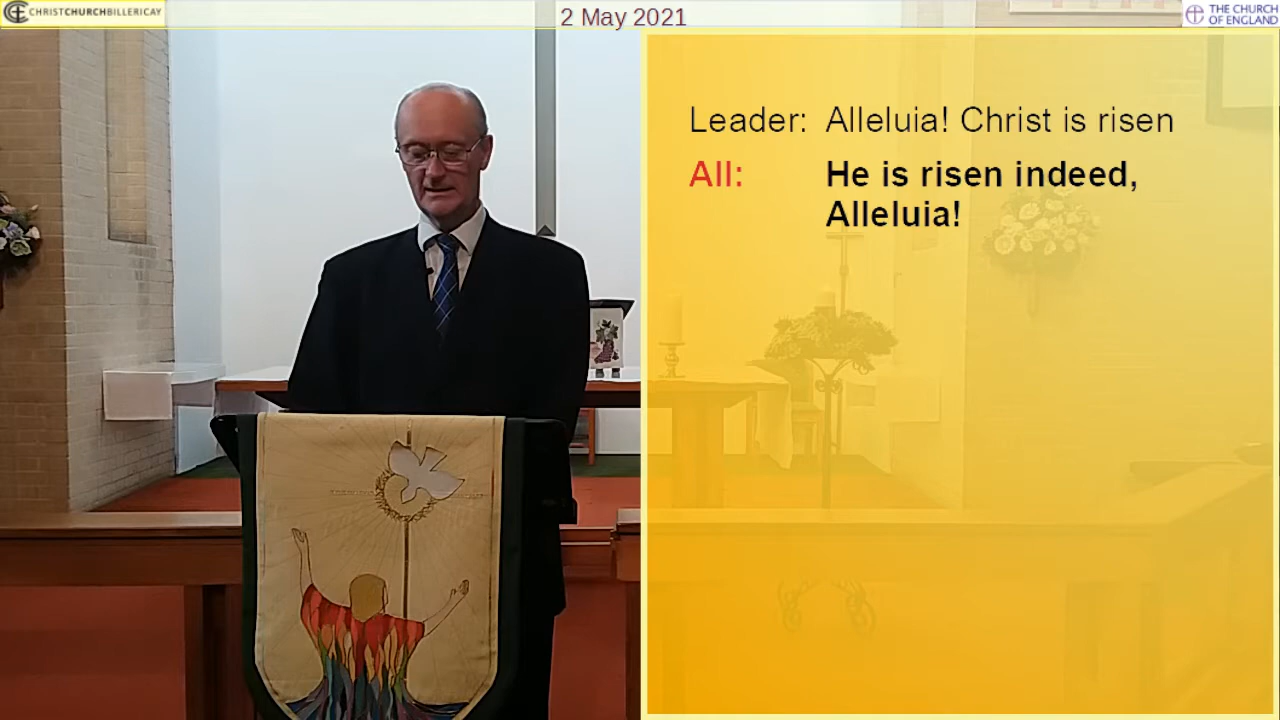 CHRISTCHURCHBILLERICAY
2 May 2021
THE CHURCH
OF ENGLAND
Leader: Alleluia! Christ is risen
All: He is risen indeed,
Alleluia!